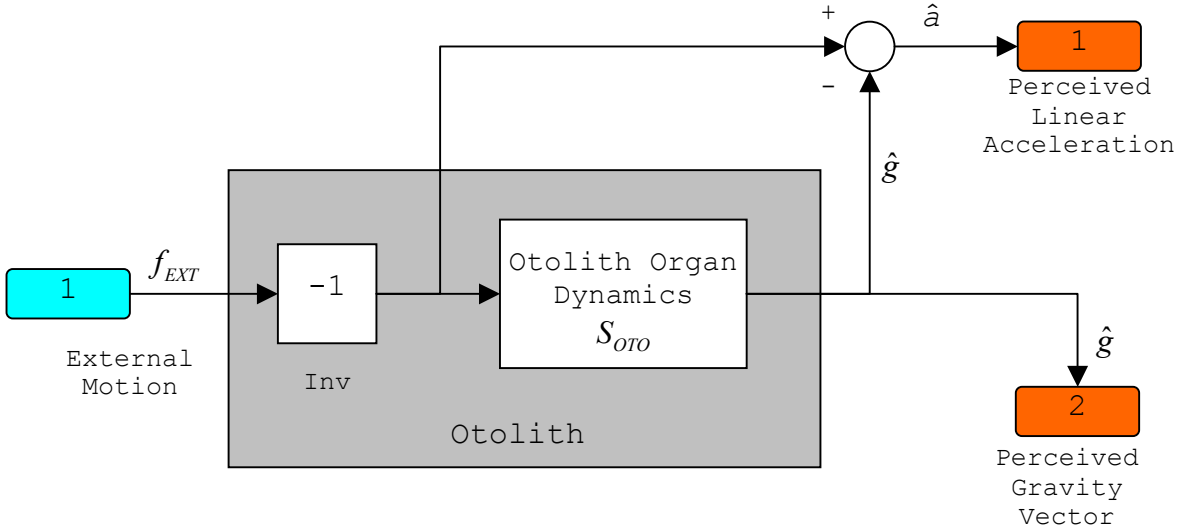 +
â
1
Perceived
Linear
Acceleration
-
ĝ
f_EXT
1
External
Motion
-1
Inv
Otolith Organ
Dynamics
S_OTO
Otolith
ĝ
2
Perceived
Gravity
Vector